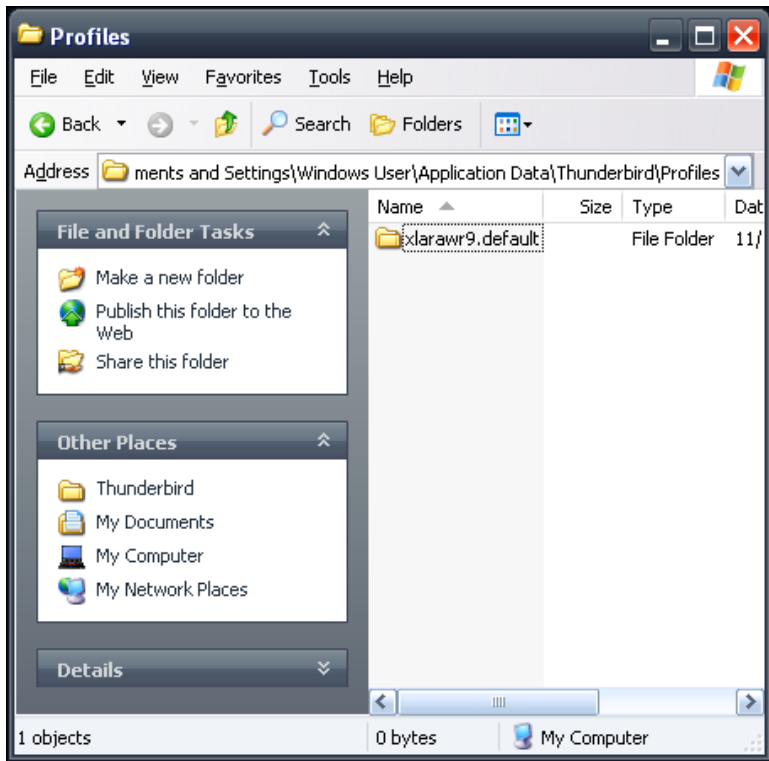 Profiles
File Edit View Favorites Tools Help
Back Search Folders
Address ments and Settings\Windows User\Application Data\Thunderbird\Profiles
Name Size Type Dat
xlarawr9.default File Folder 11/
File and Folder Tasks
Make a new folder
Publish this folder to the
Web
Share this folder
Other Places
Thunderbird
My Documents
My Computer
My Network Places
Details
1 objects 0 bytes My Computer